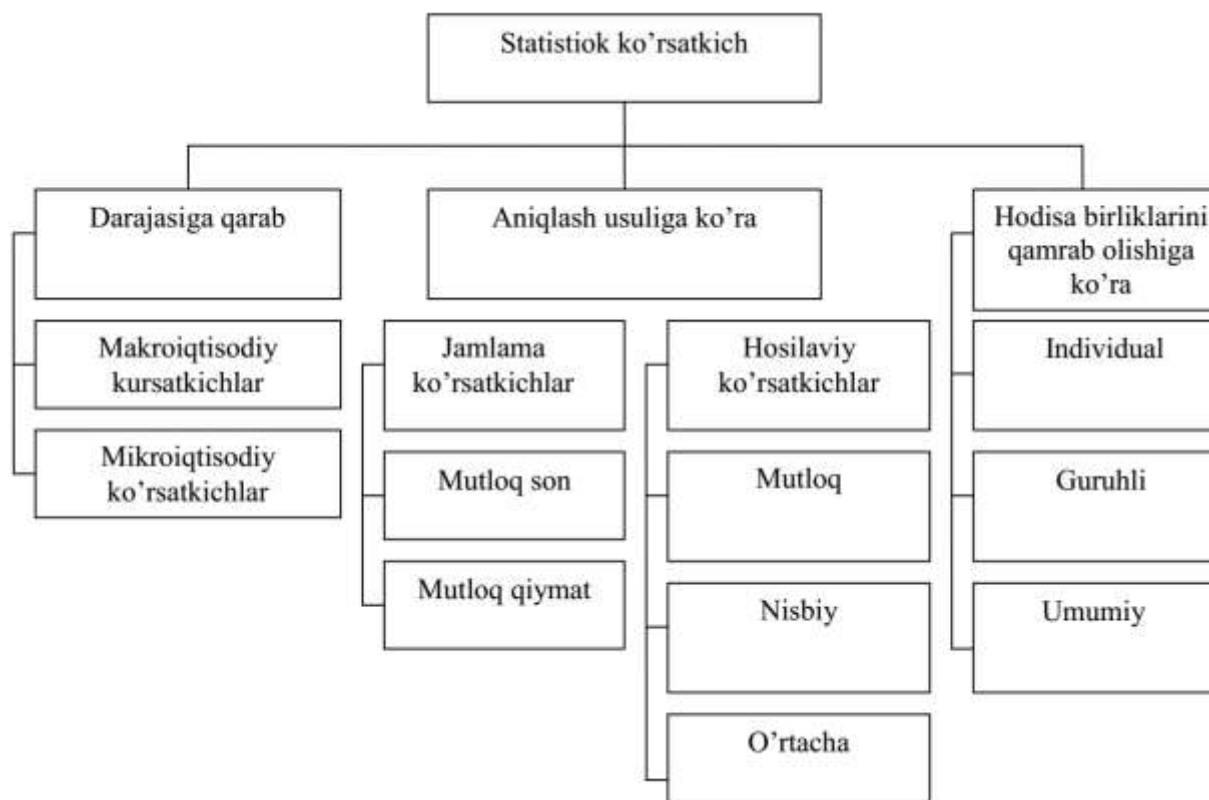 Statistiok ko’rsatkich
Darajasiga qarab
Aniqlash usuliga ko’ra
Hodisa birliklarini
qamrab olishiga
ko’ra
Makroiqtisodiy
kursatkichlar
Mikroiqtisodiy
ko’rsatkichlar
Jamlama
ko’rsatkichlar
Mutloq son
Mutloq qiymat
Hosilaviy
ko’rsatkichlar
Mutloq
Nisbiy
O’rtacha
Individual
Guruhli
Umumiy